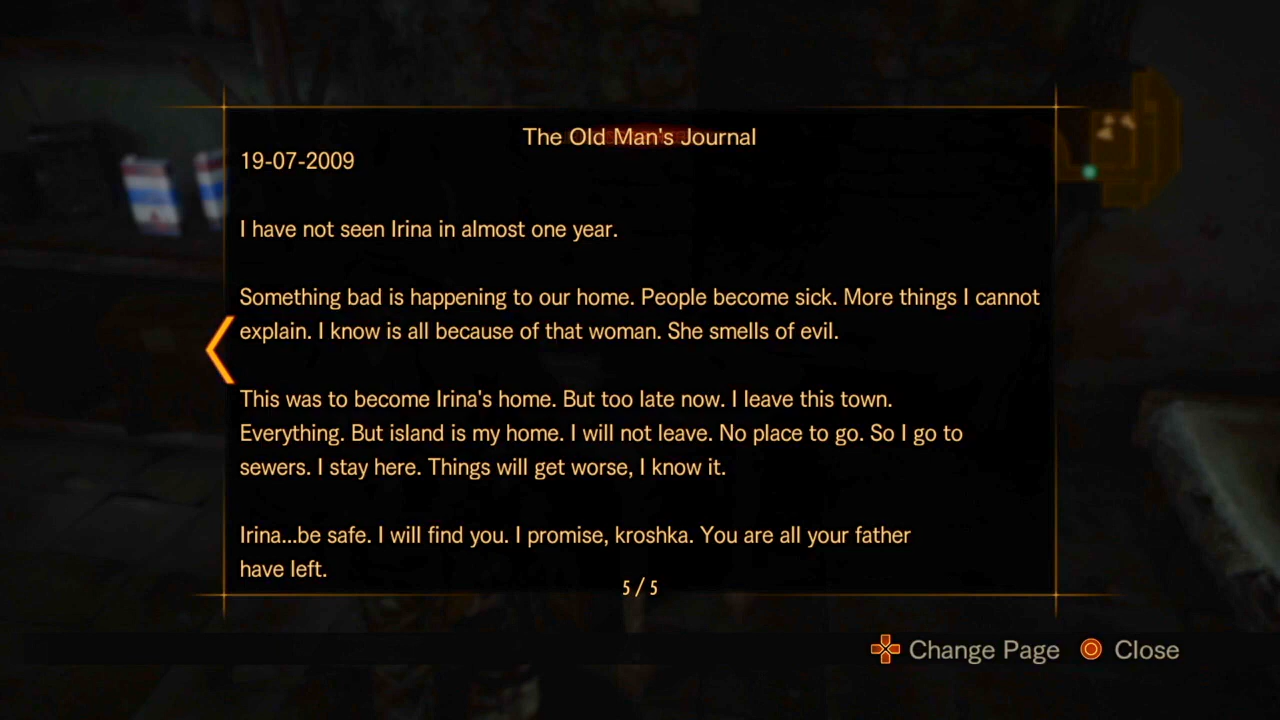 The Old Man's Journal
19-07-2009
I have not seen Irina in almost one year.
Something bad is happening to our home. People become sick. More things I cannot
explain. I know is all because of that woman. She smells of evil.
This was to become Irina's home. But too late now. I leave this town.
Everything. But island is my home. I will not leave. No place to go. So I go to
sewers. I stay here. Things will get worse, I know it.
Irina...be safe. I will find you. I promise, kroshka. You are all your father
have left.
5 / 5
Change Page Close